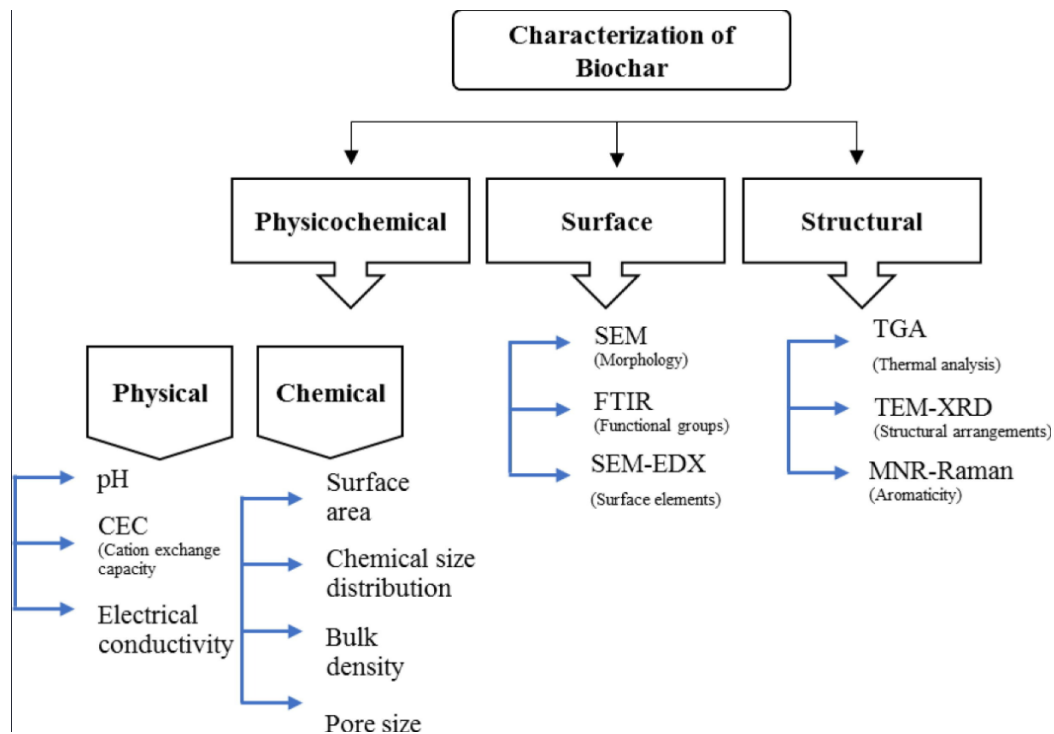 Characterization of
Biochar
Physicochemical
Surface
Structural
Physical
Chemical
pH
CEC
(Cation exchange
capacity
Electrical
conductivity
Surface
area
Chemical size
distribution
Bulk
density
Pore size
SEM
(Morphology)
FTIR
(Functional groups)
SEM-EDX
(Surface elements)
TGA
(Thermal analysis)
TEM-XRD
(Structural arrangements)
MNR-Raman
(Aromaticity)